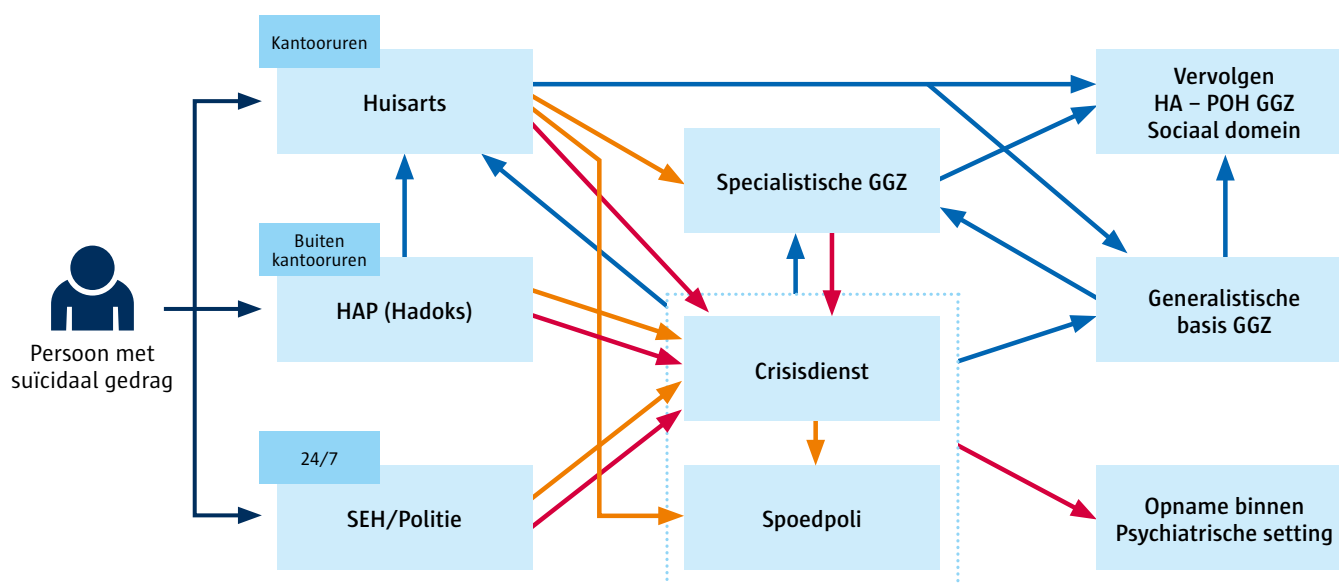 Kantooruren
Huisarts
Vervolgen
HA – POH GGZ
Sociaal domein
Specialistische GGZ
Buiten
kantooruren
HAP (Hadoks)
Generalistische
basis GGZ
Persoon met
suïcidaal gedrag
Crisisdienst
24/7
SEH/Politie
Spoedpoli
Opname binnen
Psychiatrische setting